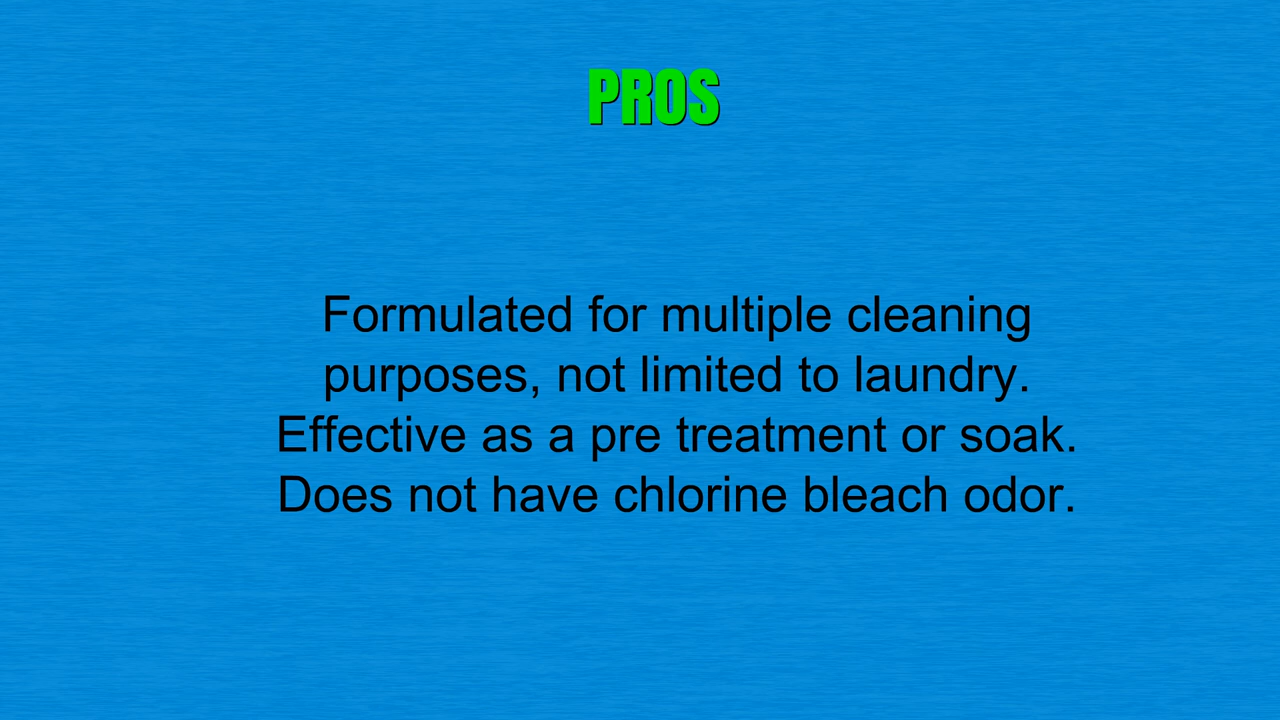 PROS
Formulated for multiple cleaning
purposes, not limited to laundry.
Effective as a pre treatment or soak.
Does not have chlorine bleach odor.